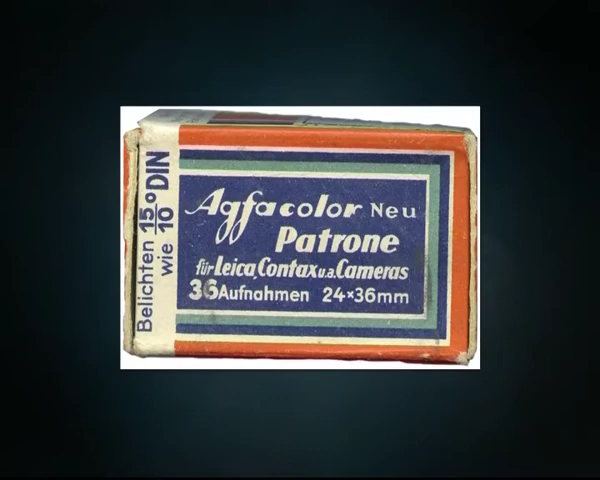 Belichten 15/10 °DIN
wie
Agfacolor Neu
Patrone
für Leica Contax u.a. Cameras
36 Aufnahmen 24×36mm